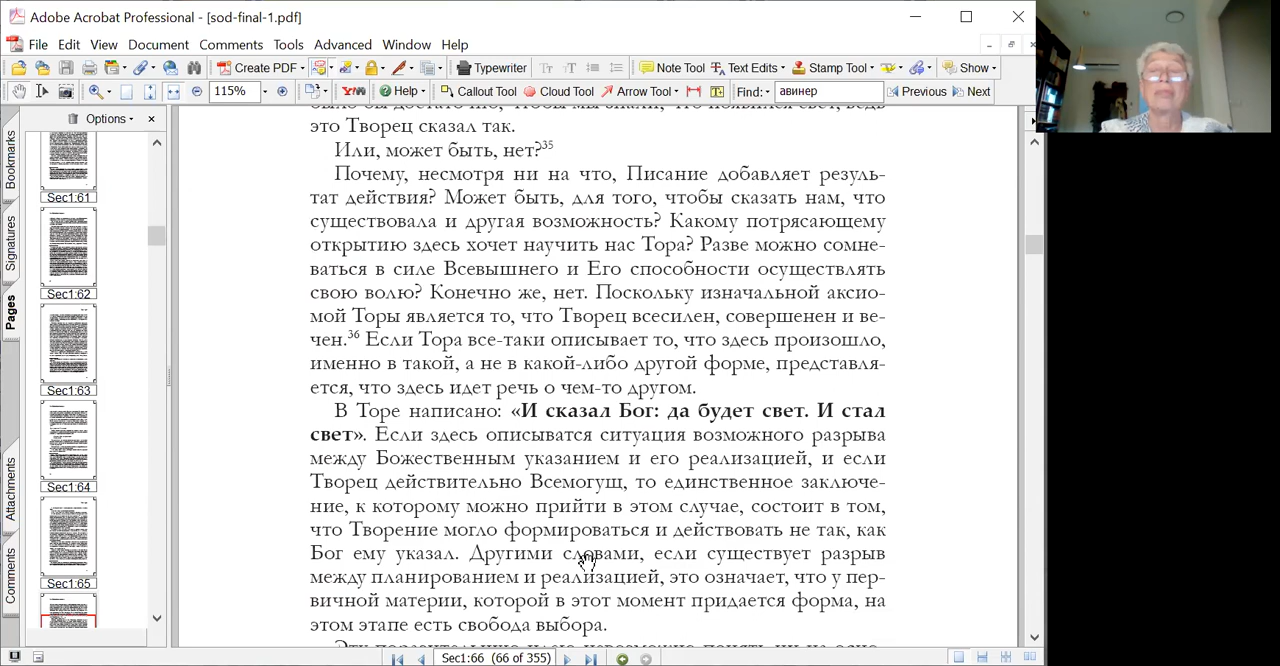 Adobe Acrobat Professional - [sod-final-1.pdf]
File Edit View Document Comments Tools Advanced Window Help
Create PDF Typewriter Note Tool Text Edits Stamp Tool Show
115% Y!N Help Callout Tool Cloud Tool Arrow Tool Find: авинер Previous Next
Options
Bookmarks
Signatures
Pages
Attachments
Comments
Sec1:61
Sec1:62
Sec1:63
Sec1:64
Sec1:65
это Творец сказал так.
Или, может быть, нет?35
Почему, несмотря ни на что, Писание добавляет резуль-
тат действия? Может быть, для того, чтобы сказать нам, что
существовала и другая возможность? Какому потрясающему
открытию здесь хочет научить нас Тора? Разве можно сомне-
ваться в силе Всевышнего и Его способности осуществлять
свою волю? Конечно же, нет. Поскольку изначальной аксио-
мой Торы является то, что Творец всесилен, совершенен и ве-
чен.36 Если Тора все-таки описывает то, что здесь произошло,
именно в такой, а не в какой-либо другой форме, представля-
ется, что здесь идет речь о чем-то другом.
В Торе написано: «И сказал Бог: да будет свет. И стал
свет». Если здесь описыватся ситуация возможного разрыва
между Божественным указанием и его реализацией, и если
Творец действительно Всемогущ, то единственное заключе-
ние, к которому можно прийти в этом случае, состоит в том,
что Творение могло формироваться и действовать не так, как
Бог ему указал. Другими словами, если существует разрыв
между планированием и реализацией, это означает, что у пер-
вичной материи, которой в этот момент придается форма, на
этом этапе есть свобода выбора.
Sec1:66 (66 of 355)